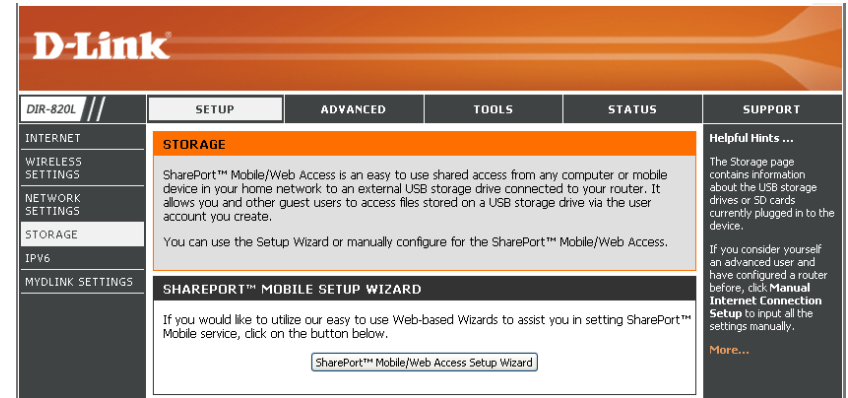 D-Link
DIR-820L
SETUP
ADVANCED
TOOLS
STATUS
SUPPORT
INTERNET
WIRELESS
SETTINGS
NETWORK
SETTINGS
STORAGE
IPV6
MYDLINK SETTINGS
STORAGE
SharePort™ Mobile/Web Access is an easy to use shared access from any computer or mobile
device in your home network to an external USB storage drive connected to your router. It
allows you and other guest users to access files stored on a USB storage drive via the user
account you create.
You can use the Setup Wizard or manually configure for the SharePort™ Mobile/Web Access.
SHAREPORT™ MOBILE SETUP WIZARD
If you would like to utilize our easy to use Web-based Wizards to assist you in setting SharePort™
Mobile service, click on the button below.
SharePort™ Mobile/Web Access Setup Wizard
Helpful Hints ...
The Storage page
contains information
about the USB storage
drives or SD cards
currently plugged in to the
device.
If you consider yourself
an advanced user and
have configured a router
before, click Manual
Internet Connection
Setup to input all the
settings manually.
More...